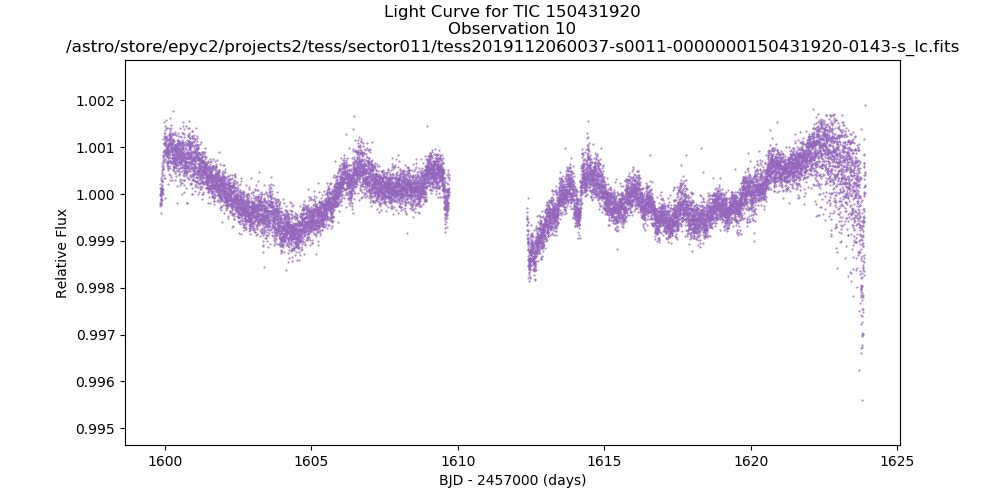 Light Curve for TIC 150431920
Observation 10
/astro/store/epyc2/projects2/tess/sector011/tess2019112060037-s0011-0000000150431920-0143-s_lc.fits
1.002
1.001
1.000
0.999
0.998
0.997
0.996
0.995
Relative Flux
1600
1605
1610
1615
1620
1625
BJD - 2457000 (days)